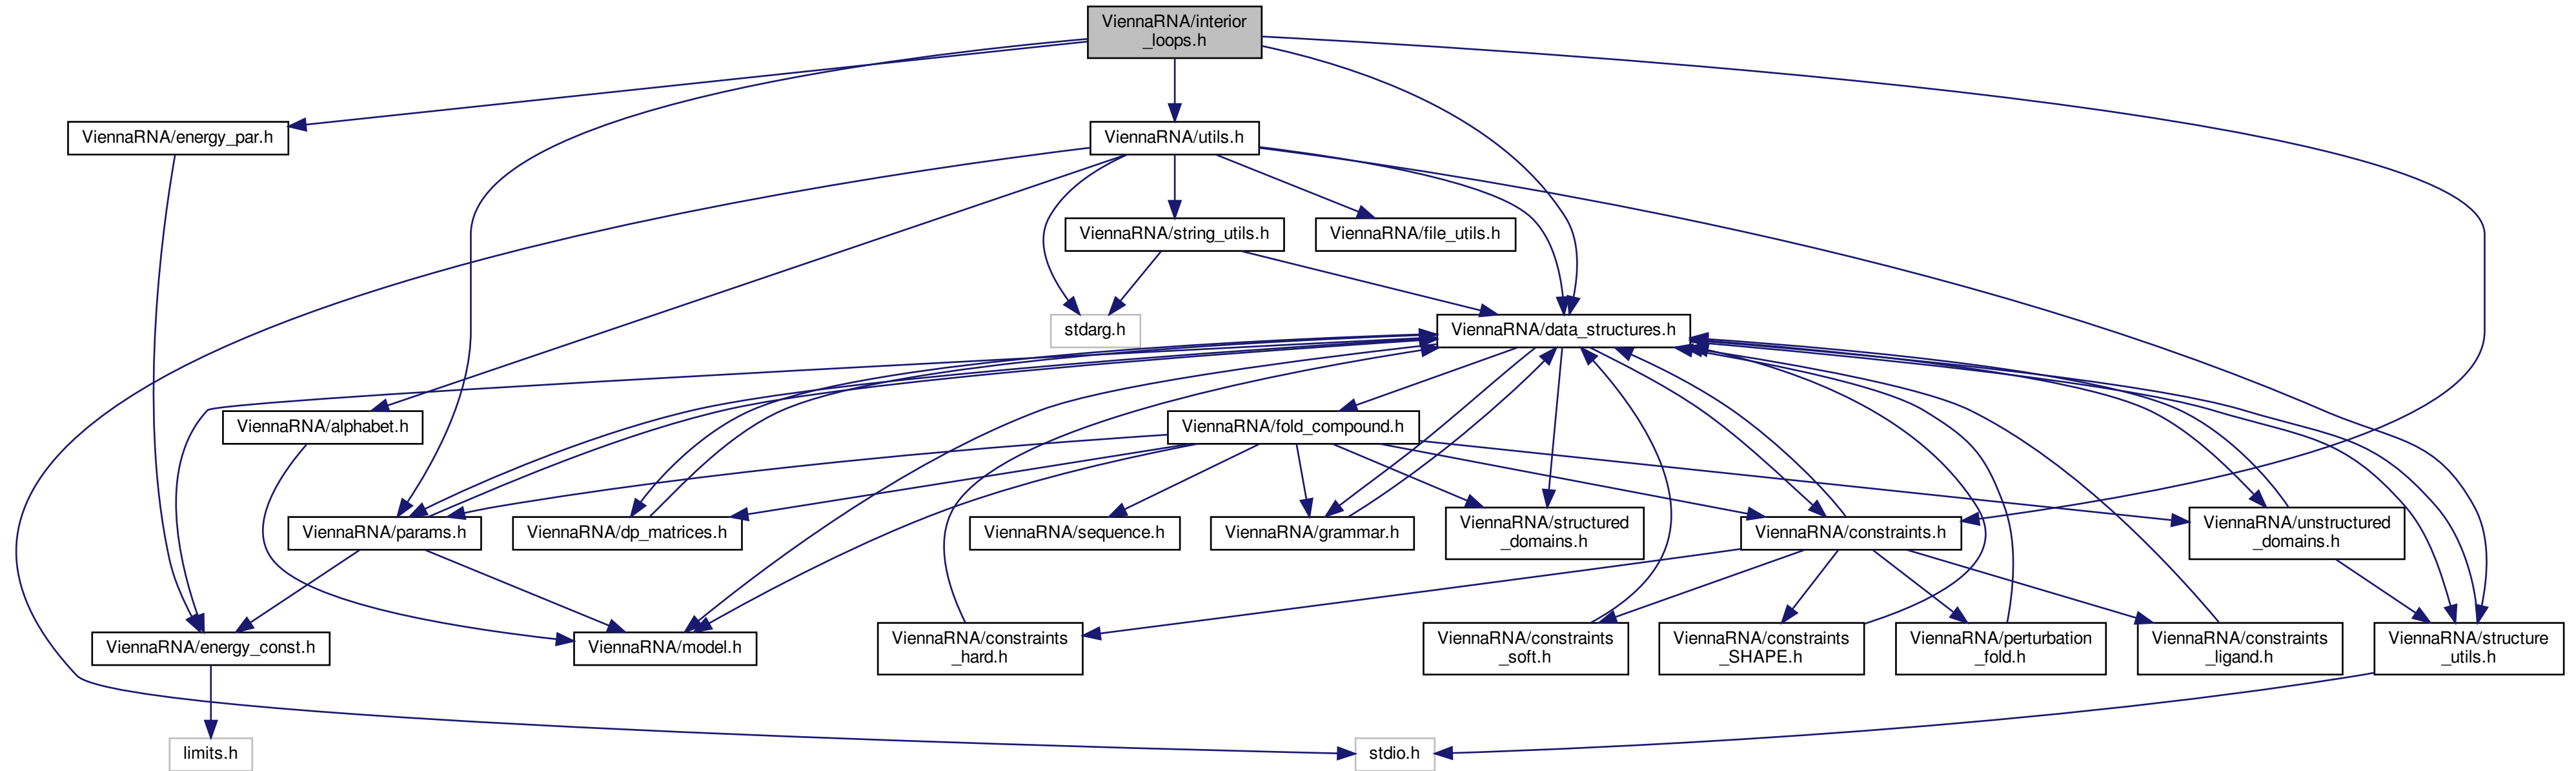 ViennaRNA/interior
_loops.h
ViennaRNA/energy_par.h
ViennaRNA/utils.h
ViennaRNA/string_utils.h
ViennaRNA/file_utils.h
stdarg.h
ViennaRNA/data_structures.h
ViennaRNA/alphabet.h
ViennaRNA/fold_compound.h
ViennaRNA/params.h
ViennaRNA/dp_matrices.h
ViennaRNA/sequence.h
ViennaRNA/grammar.h
ViennaRNA/structured
_domains.h
ViennaRNA/constraints.h
ViennaRNA/unstructured
_domains.h
ViennaRNA/energy_const.h
ViennaRNA/model.h
ViennaRNA/constraints
_hard.h
ViennaRNA/constraints
_soft.h
ViennaRNA/constraints
_SHAPE.h
ViennaRNA/perturbation
_fold.h
ViennaRNA/constraints
_ligand.h
ViennaRNA/structure
_utils.h
limits.h
stdio.h